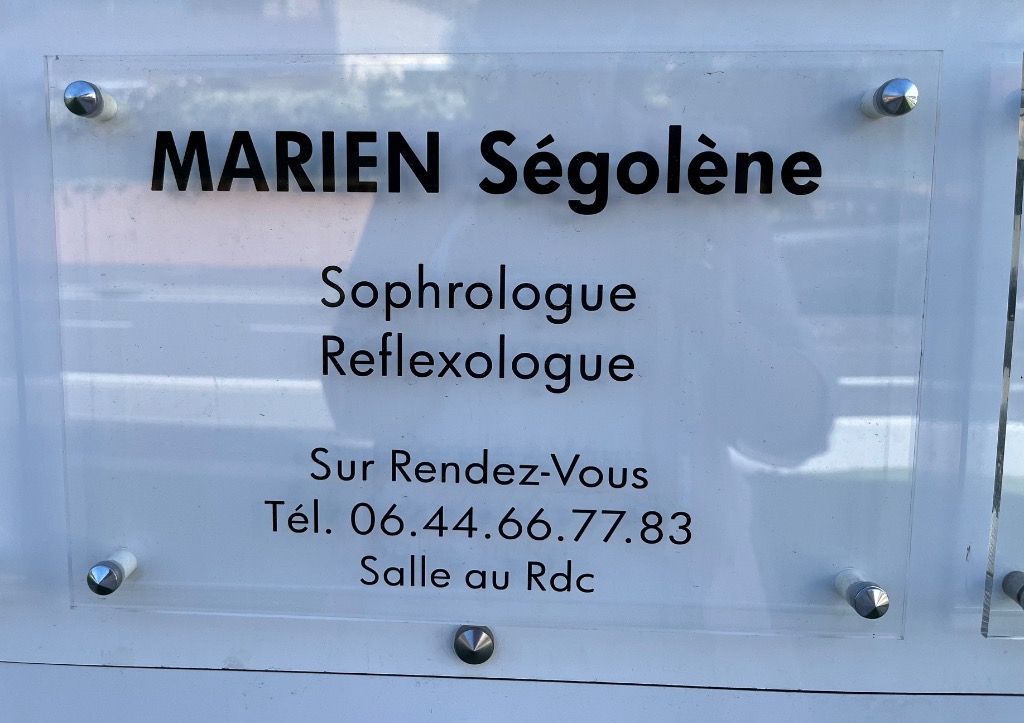 MARIEN Ségolène
Sophrologue
Reflexologue
Sur Rendez-Vous
Tél. 06.44.66.77.83
Salle au Rdc